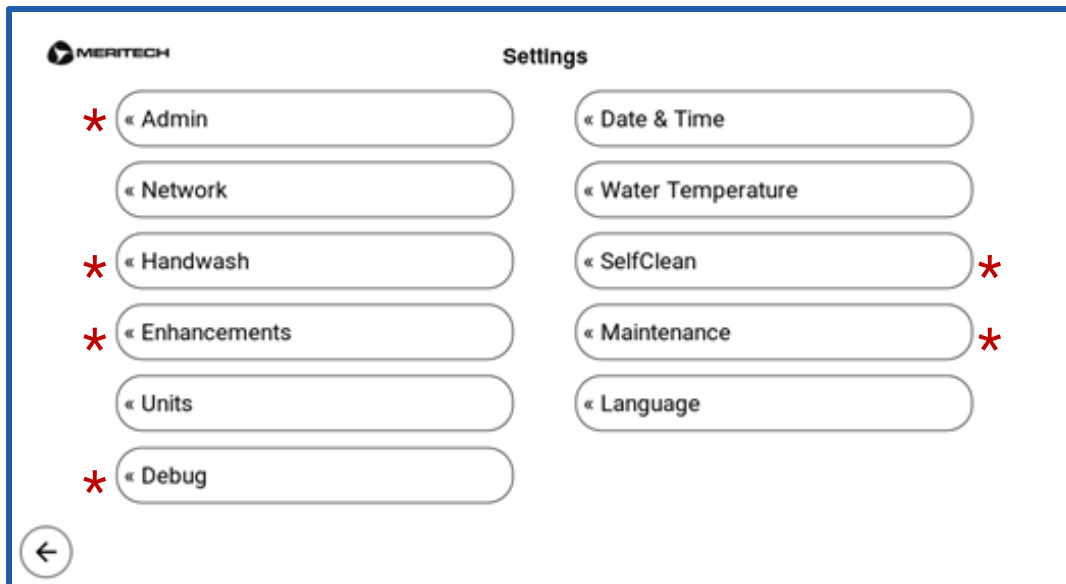 MERITECH
Settings
* « Admin
« Date & Time
« Network
« Water Temperature
* « Handwash
« SelfClean *
* « Enhancements
« Maintenance *
« Units
« Language
* « Debug